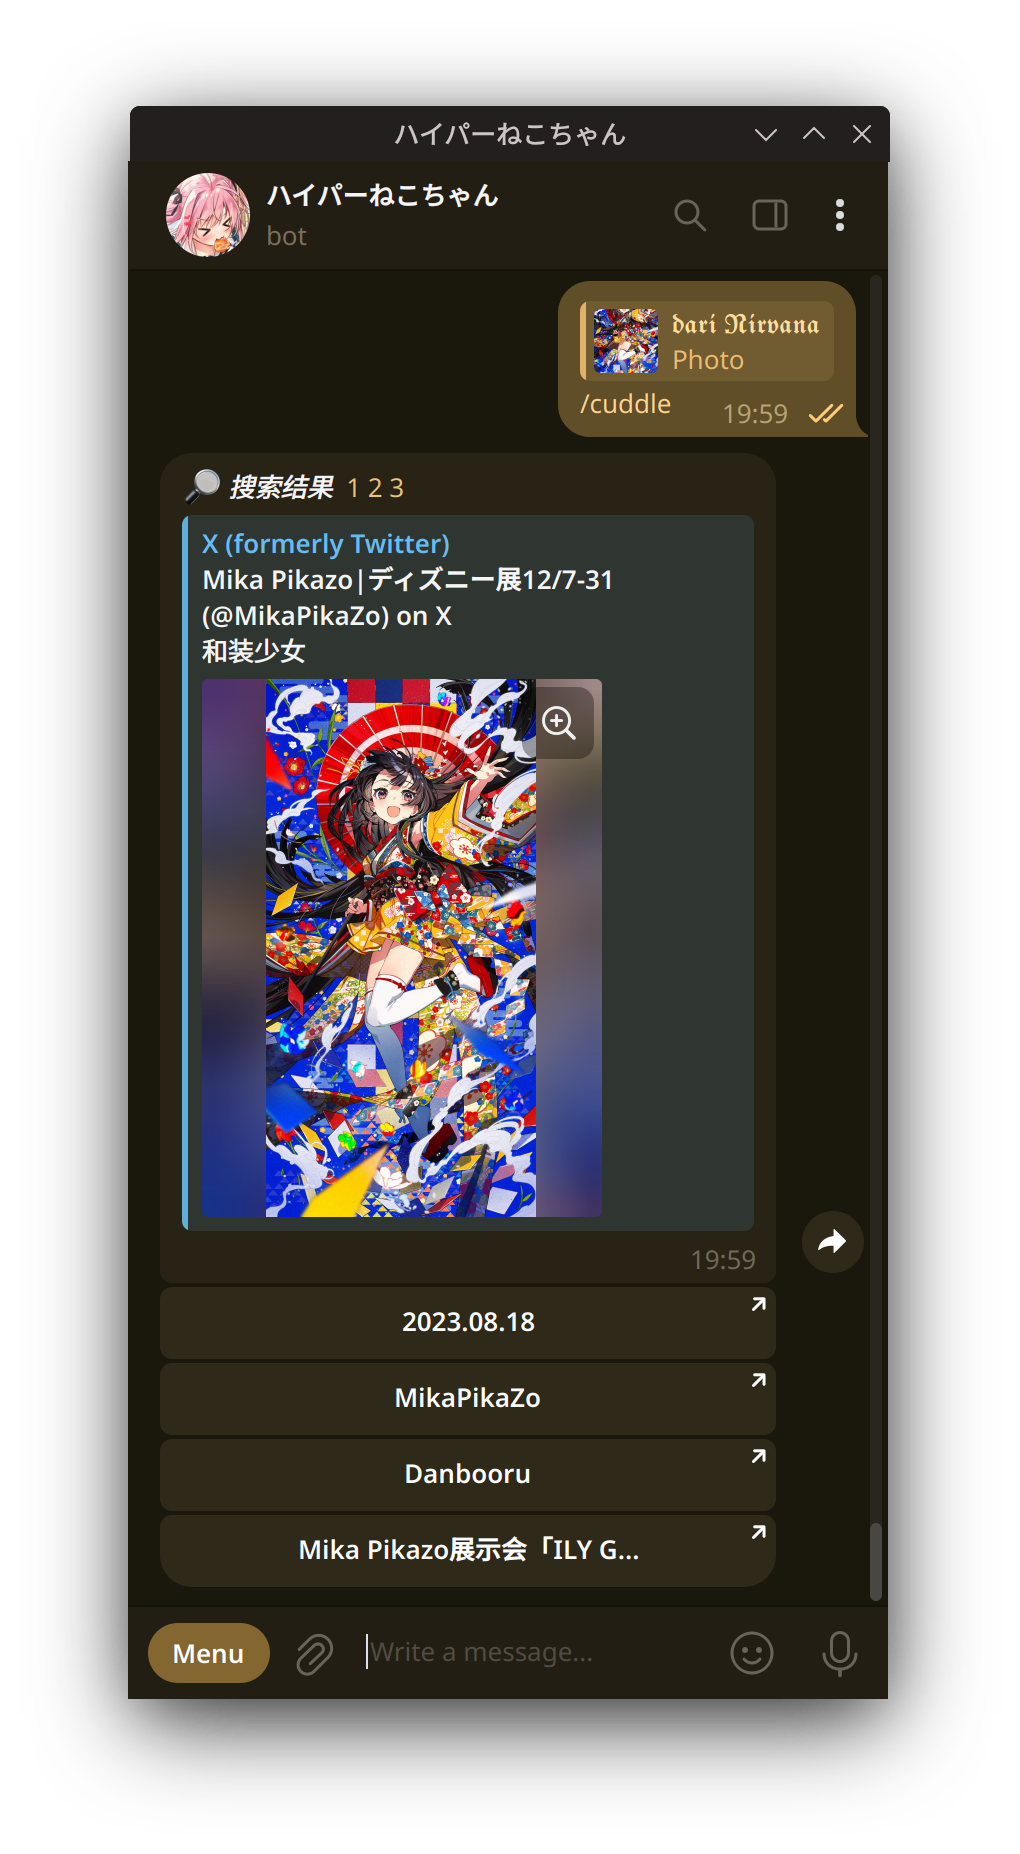 ハイパーねこちゃん
ハイパーねこちゃん
bot
𝔡𝔞𝔯𝔦 𝔑𝔦𝔯𝔳𝔞𝔫𝔞
Photo
/cuddle
19:59
搜索结果 1 2 3
X (formerly Twitter)
Mika Pikazo|ディズニー展12/7-31
(@MikaPikaZo) on X
和装少女
19:59
2023.08.18
MikaPikaZo
Danbooru
Mika Pikazo展示会「ILY G...
Menu
Write a message...